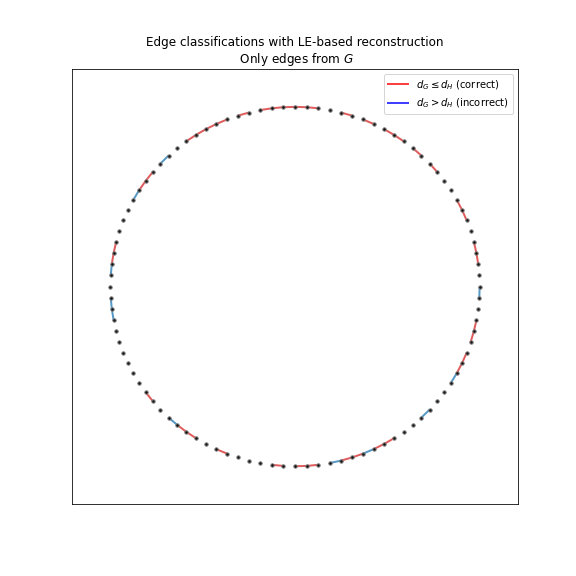 Edge classifications with LE-based reconstruction
Only edges from G
d_G ≤ d_H (correct)
d_G > d_H (incorrect)